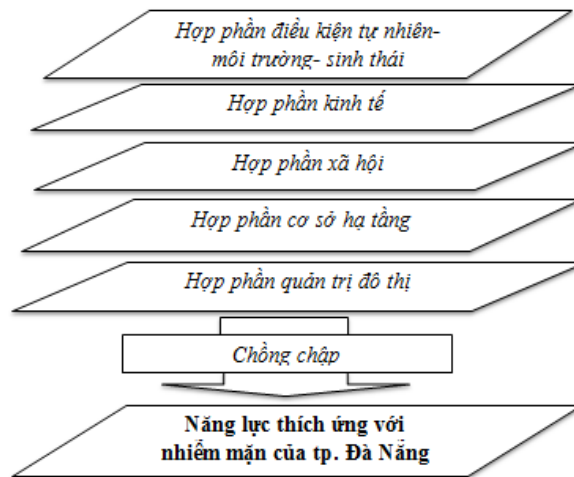 Hợp phần điều kiện tự nhiên-
môi trường- sinh thái
Hợp phần kinh tế
Hợp phần xã hội
Hợp phần cơ sở hạ tầng
Hợp phần quản trị đô thị
Chồng chập
Năng lực thích ứng với
nhiễm mặn của tp. Đà Nẵng